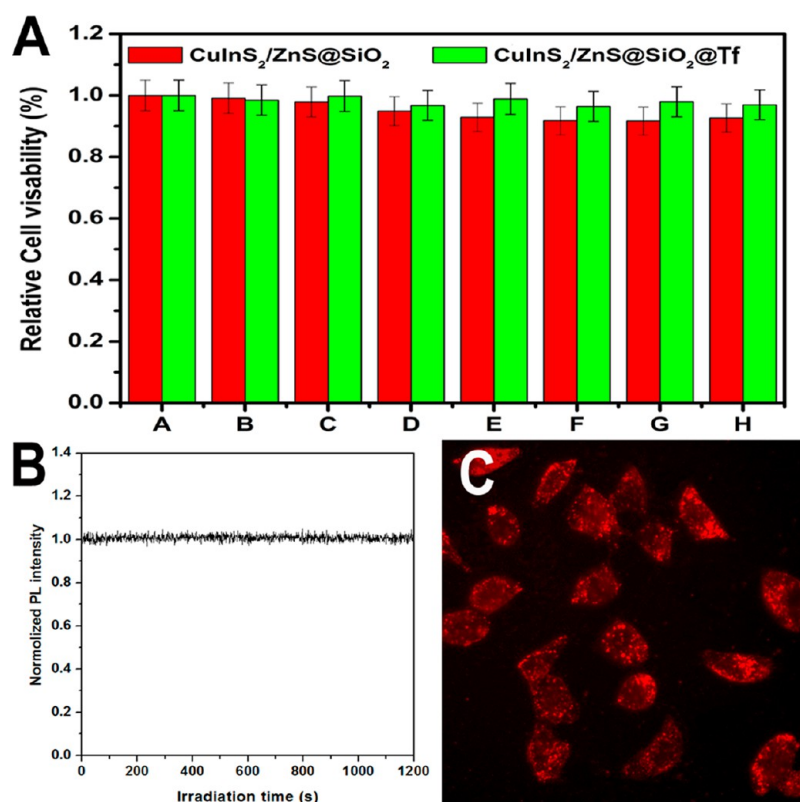 A
CuInS₂/ZnS@SiO₂ CuInS₂/ZnS@SiO₂@Tf
Relative Cell visability (%)
1.2
1.0
0.8
0.6
0.4
0.2
0.0
A B C D E F G H
B
Normolized PL intensity
1.4
1.2
1.0
0.8
0.6
0.4
0.2
0.0
0 200 400 600 800 1000 1200
Irradiation time (s)
C